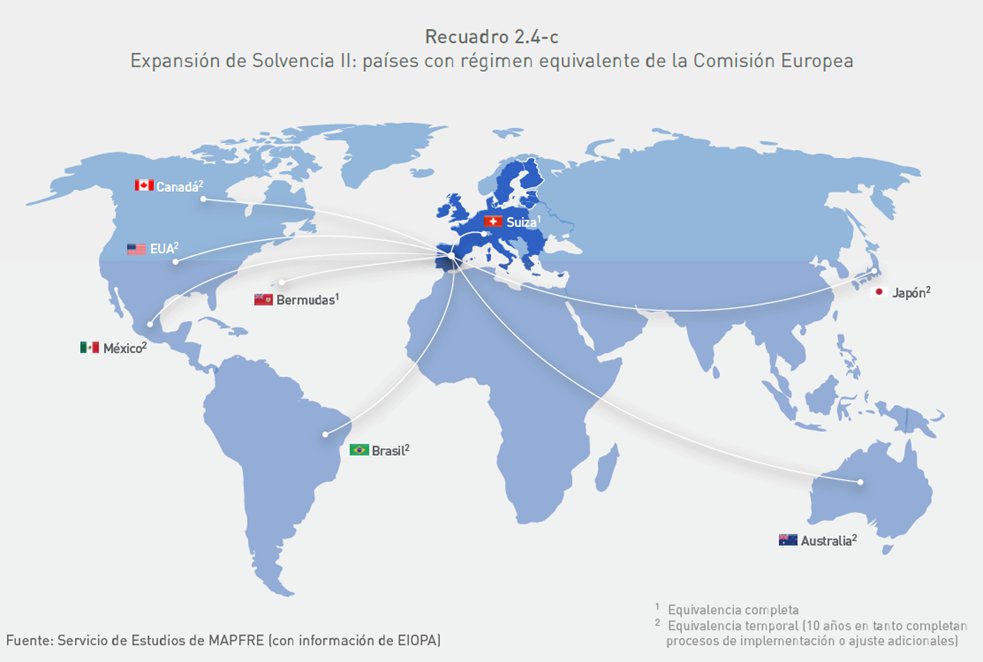 Recuadro 2.4-c
Expansión de Solvencia II: países con régimen equivalente de la Comisión Europea
Canadá²
Suiza¹
EUA²
Bermudas¹
Japón²
México²
Brasil²
Australia²
¹ Equivalencia completa
² Equivalencia temporal (10 años en tanto completan
procesos de implementación o ajuste adicionales)
Fuente: Servicio de Estudios de MAPFRE (con información de EIOPA)